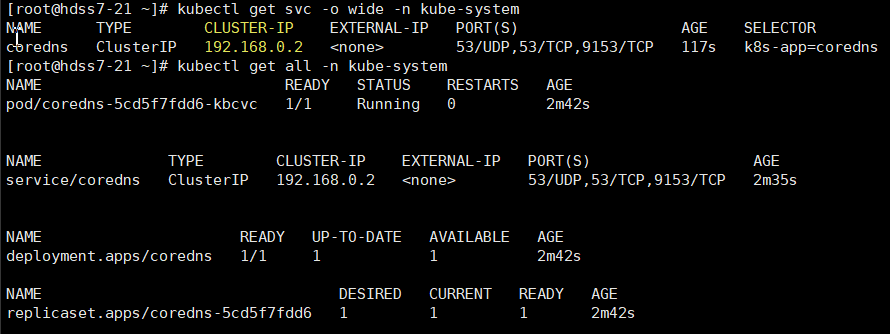 [root@hdss7-21 ~]# kubectl get svc -o wide -n kube-system
NAME TYPE CLUSTER-IP EXTERNAL-IP PORT(S) AGE SELECTOR
coredns ClusterIP 192.168.0.2 <none> 53/UDP,53/TCP,9153/TCP 117s k8s-app=coredns
[root@hdss7-21 ~]# kubectl get all -n kube-system
NAME READY STATUS RESTARTS AGE
pod/coredns-5cd5f7fdd6-kbcvc 1/1 Running 0 2m42s
NAME TYPE CLUSTER-IP EXTERNAL-IP PORT(S) AGE
service/coredns ClusterIP 192.168.0.2 <none> 53/UDP,53/TCP,9153/TCP 2m35s
NAME READY UP-TO-DATE AVAILABLE AGE
deployment.apps/coredns 1/1 1 1 2m42s
NAME DESIRED CURRENT READY AGE
replicaset.apps/coredns-5cd5f7fdd6 1 1 1 2m42s